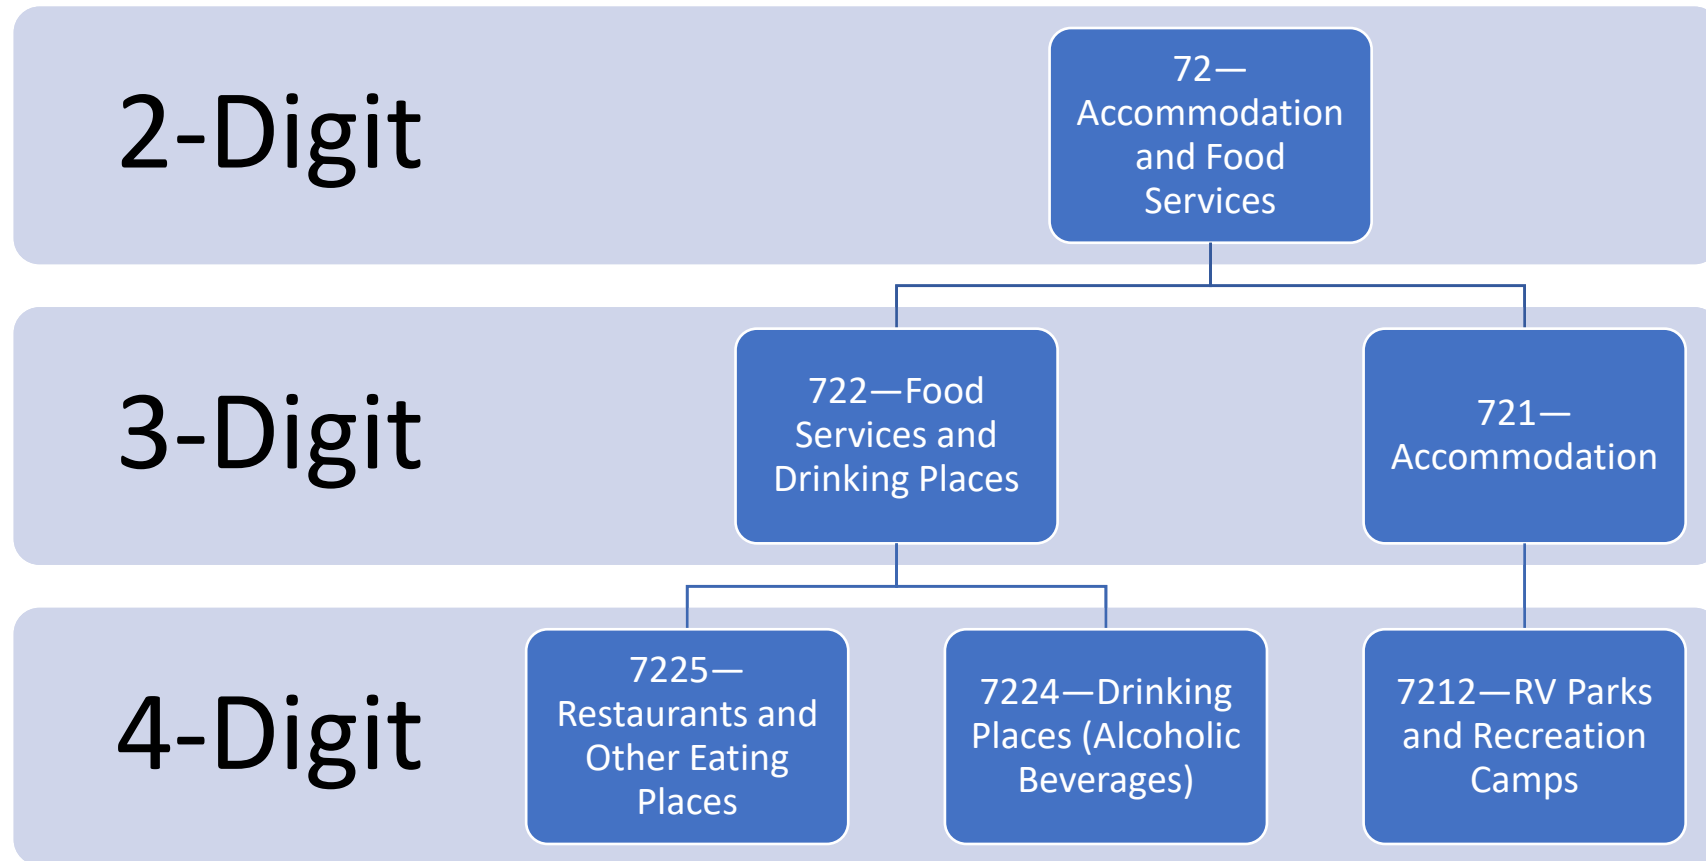 2-Digit
72—
Accommodation
and Food
Services
3-Digit
722—Food
Services and
Drinking Places
721—
Accommodation
4-Digit
7225—
Restaurants and
Other Eating
Places
7224—Drinking
Places (Alcoholic
Beverages)
7212—RV Parks
and Recreation
Camps